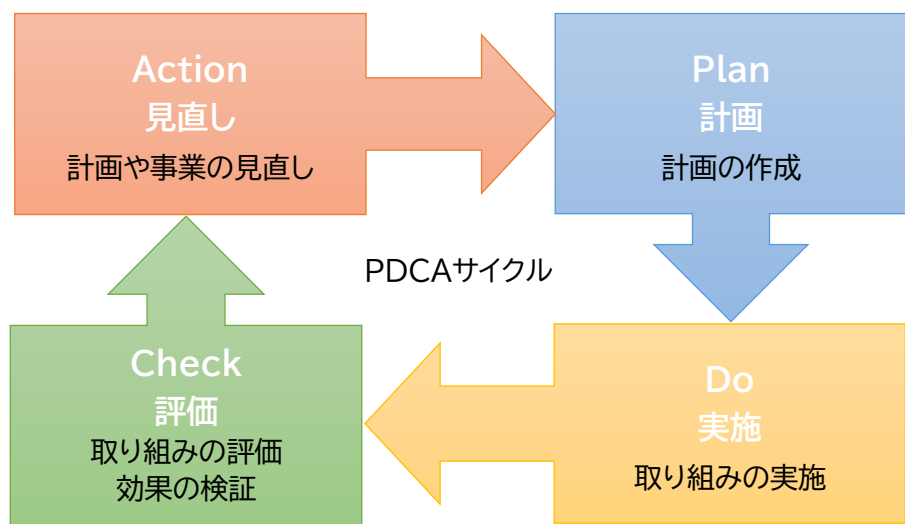 Action
見直し
計画や事業の見直し
Plan
計画
計画の作成
PDCAサイクル
Check
評価
取り組みの評価
効果の検証
Do
実施
取り組みの実施